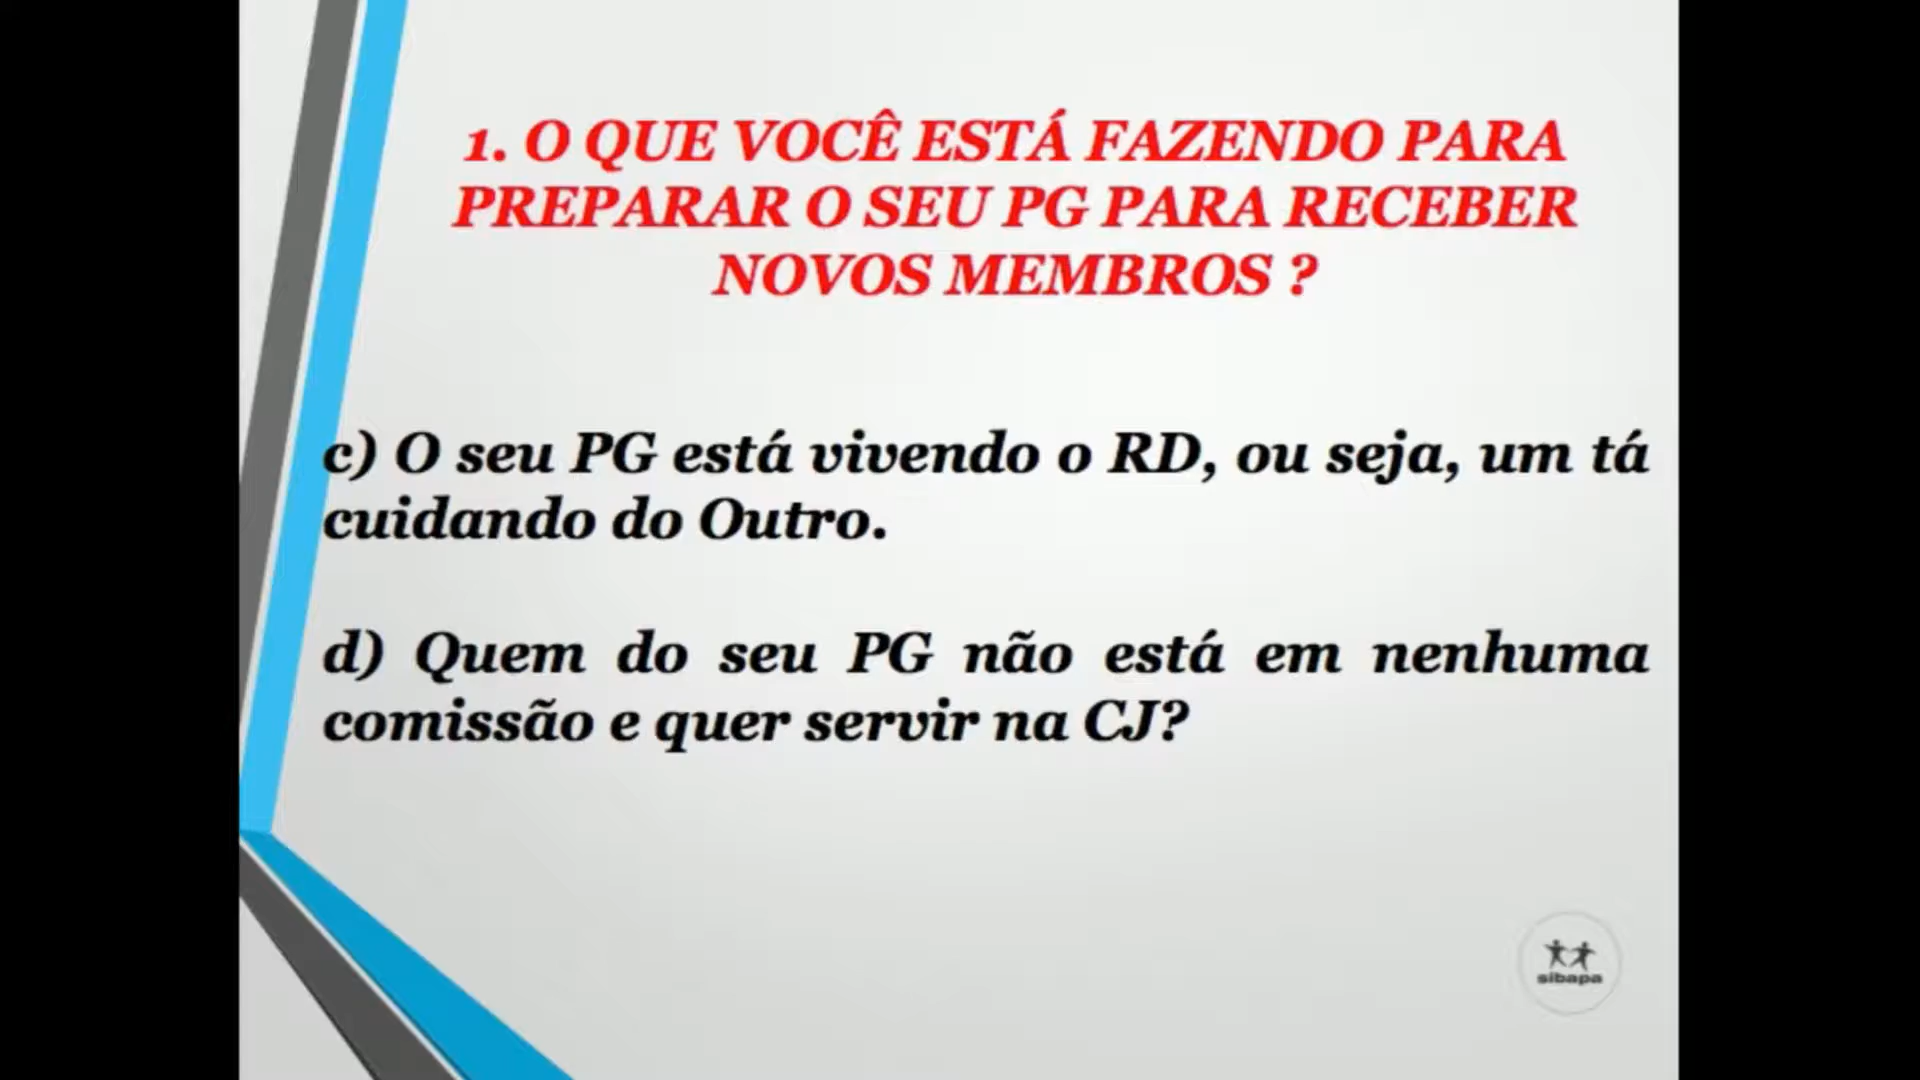 1. O QUE VOCÊ ESTÁ FAZENDO PARA
PREPARAR O SEU PG PARA RECEBER
NOVOS MEMBROS ?
c) O seu PG está vivendo o RD, ou seja, um tá
cuidando do Outro.
d) Quem do seu PG não está em nenhuma
comissão e quer servir na CJ?
sibapa